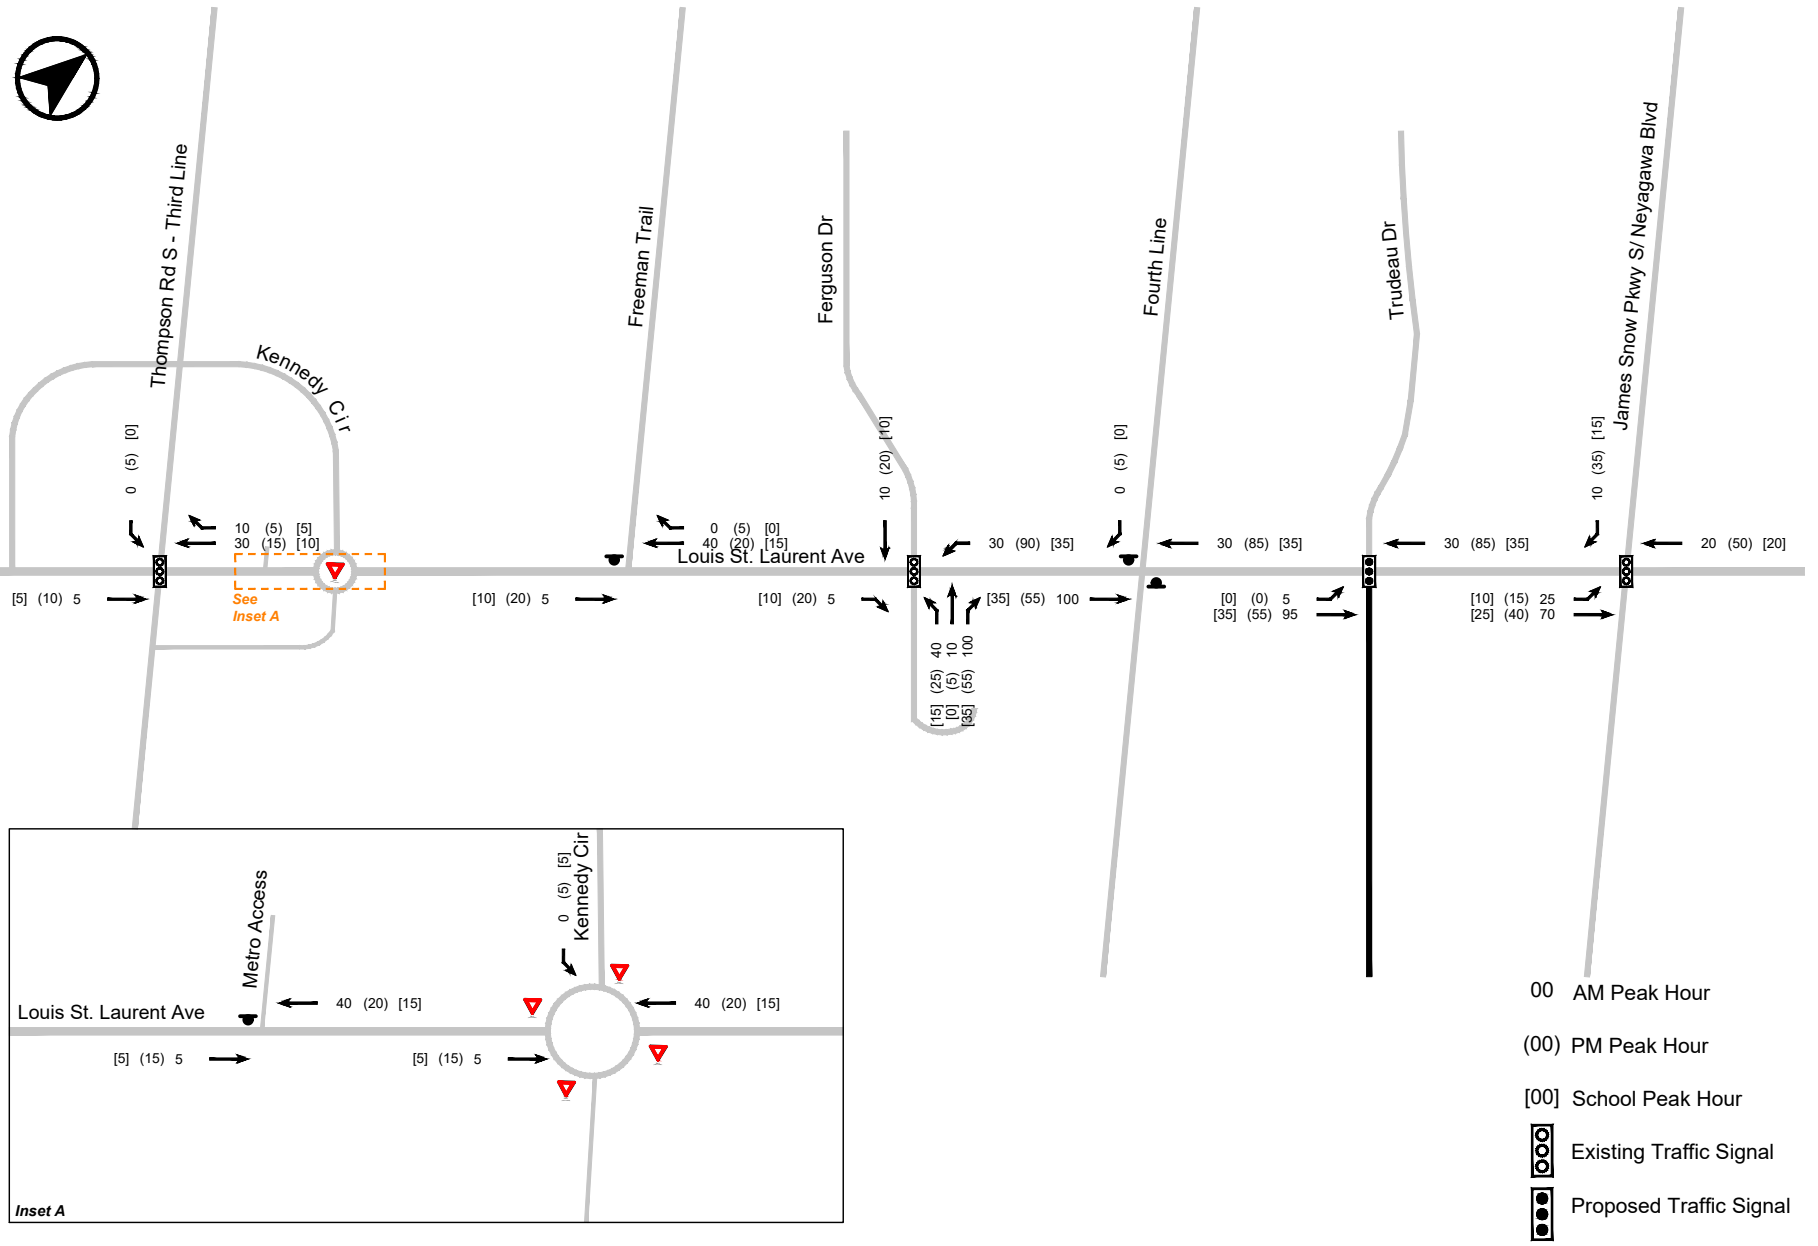 Thompson Rd S - Third Line
Kennedy Cir
Freeman Trail
Ferguson Dr
Fourth Line
Trudeau Dr
James Snow Pkwy S/ Neyagawa Blvd
0 (5) [0]
10 (5) [5]
30 (15) [10]
[5] (10) 5
See
Inset A
0 (5) [0]
40 (20) [15]
Louis St. Laurent Ave
[10] (20) 5
10 (20) [10]
30 (90) [35]
[10] (20) 5
[15] (25) 40
[0] (5) 10
[35] (55) 100
0 (5) [0]
30 (85) [35]
[35] (55) 100
30 (85) [35]
[0] (0) 5
[35] (55) 95
10 (35) [15]
20 (50) [20]
[10] (15) 25
[25] (40) 70
Metro Access
Louis St. Laurent Ave
40 (20) [15]
[5] (15) 5
0 (5) [5]
Kennedy Cir
40 (20) [15]
[5] (15) 5
Inset A
00 AM Peak Hour
(00) PM Peak Hour
[00] School Peak Hour
Existing Traffic Signal
Proposed Traffic Signal